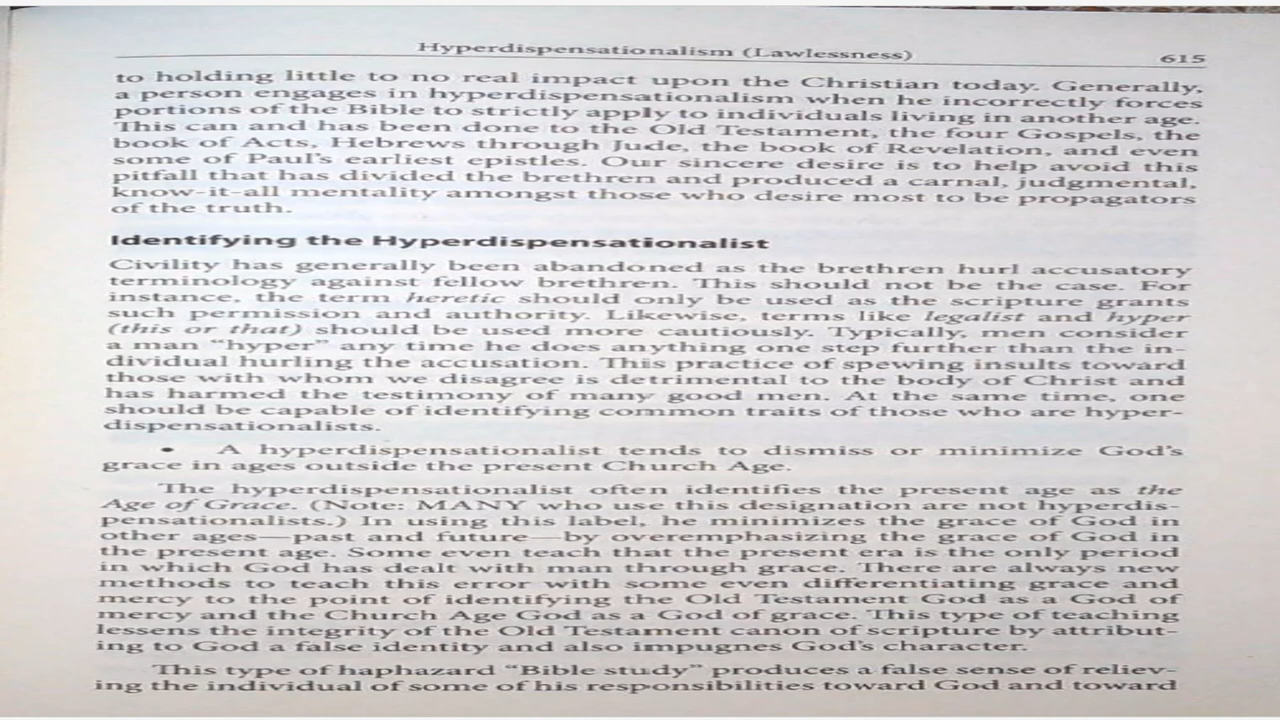 Hyperdispensationalism (Lawlessness) 615
to holding little to no real impact upon the Christian today. Generally,
a person engages in hyperdispensationalism when he incorrectly forces
portions of the Bible to strictly apply to individuals living in another age.
This can and has been done to the Old Testament, the four Gospels, the
book of Acts, Hebrews through Jude, the book of Revelation, and even
some of Paul's earliest epistles. Our sincere desire is to help avoid this
pitfall that has divided the brethren and produced a carnal, judgmental,
know-it-all mentality amongst those who desire most to be propagators
of the truth.
Identifying the Hyperdispensationalist
Civility has generally been abandoned as the brethren hurl accusatory
terminology against fellow brethren. This should not be the case. For
instance, the term heretic should only be used as the scripture grants
such permission and authority. Likewise, terms like legalist and hyper
(this or that) should be used more cautiously. Typically, men consider
a man “hyper” any time he does anything one step further than the in-
dividual hurling the accusation. This practice of spewing insults toward
those with whom we disagree is detrimental to the body of Christ and
has harmed the testimony of many good men. At the same time, one
should be capable of identifying common traits of those who are hyper-
dispensationalists.
• A hyperdispensationalist tends to dismiss or minimize God's
grace in ages outside the present Church Age.
The hyperdispensationalist often identifies the present age as the
Age of Grace. (Note: MANY who use this designation are not hyperdis-
pensationalists.) In using this label, he minimizes the grace of God in
other ages—past and future—by overemphasizing the grace of God in
the present age. Some even teach that the present era is the only period
in which God has dealt with man through grace. There are always new
methods to teach this error with some even differentiating grace and
mercy to the point of identifying the Old Testament God as a God of
mercy and the Church Age God as a God of grace. This type of teaching
lessens the integrity of the Old Testament canon of scripture by attribut-
ing to God a false identity and also impugnes God's character.
This type of haphazard “Bible study” produces a false sense of reliev-
ing the individual of some of his responsibilities toward God and toward